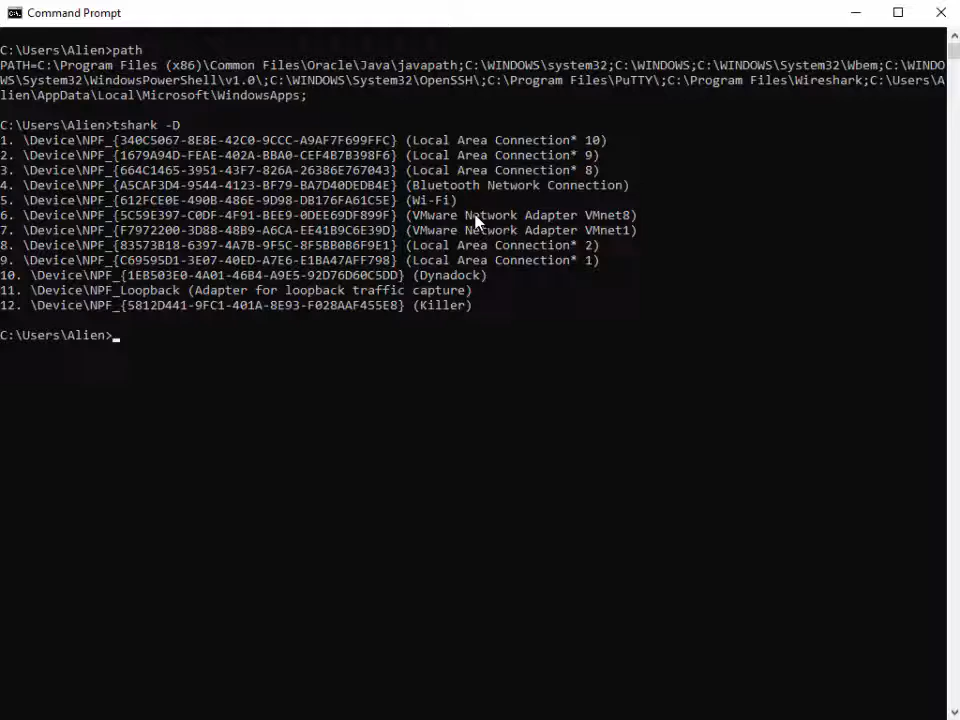 Command Prompt
C:\Users\Alien>path
PATH=C:\Program Files (x86)\Common Files\Oracle\Java\javapath;C:\WINDOWS\system32;C:\WINDOWS;C:\WINDOWS\System32\Wbem;C:\WINDO
WS\System32\WindowsPowerShell\v1.0\;C:\WINDOWS\System32\OpenSSH\;C:\Program Files\PuTTY\;C:\Program Files\Wireshark;C:\Users\A
lien\AppData\Local\Microsoft\WindowsApps;
C:\Users\Alien>tshark -D
1. \Device\NPF_{340C5067-8E8E-42C0-9CCC-A9AF7F699FFC} (Local Area Connection* 10)
2. \Device\NPF_{1679A94D-FEAE-402A-BBA0-CEF4B7B398F6} (Local Area Connection* 9)
3. \Device\NPF_{664C1465-3951-43F7-826A-26386E767043} (Local Area Connection* 8)
4. \Device\NPF_{A5CAF3D4-9544-4123-BF79-BA7D40DEDB4E} (Bluetooth Network Connection)
5. \Device\NPF_{612FCE0E-490B-486E-9D98-DB176FA61C5E} (Wi-Fi)
6. \Device\NPF_{5C59E397-C0DF-4F91-BEE9-0DEE69DF899F} (VMware Network Adapter VMnet8)
7. \Device\NPF_{F7972200-3D88-48B9-A6CA-EE41B9C6E39D} (VMware Network Adapter VMnet1)
8. \Device\NPF_{83573B18-6397-4A7B-9F5C-8F5BB0B6F9E1} (Local Area Connection* 2)
9. \Device\NPF_{C69595D1-3E07-40ED-A7E6-E1BA47AFF798} (Local Area Connection* 1)
10. \Device\NPF_{1EB503E0-4A01-46B4-A9E5-92D76D60C5DD} (Dynadock)
11. \Device\NPF_Loopback (Adapter for loopback traffic capture)
12. \Device\NPF_{5812D441-9FC1-401A-8E93-F028AAF455E8} (Killer)
C:\Users\Alien>